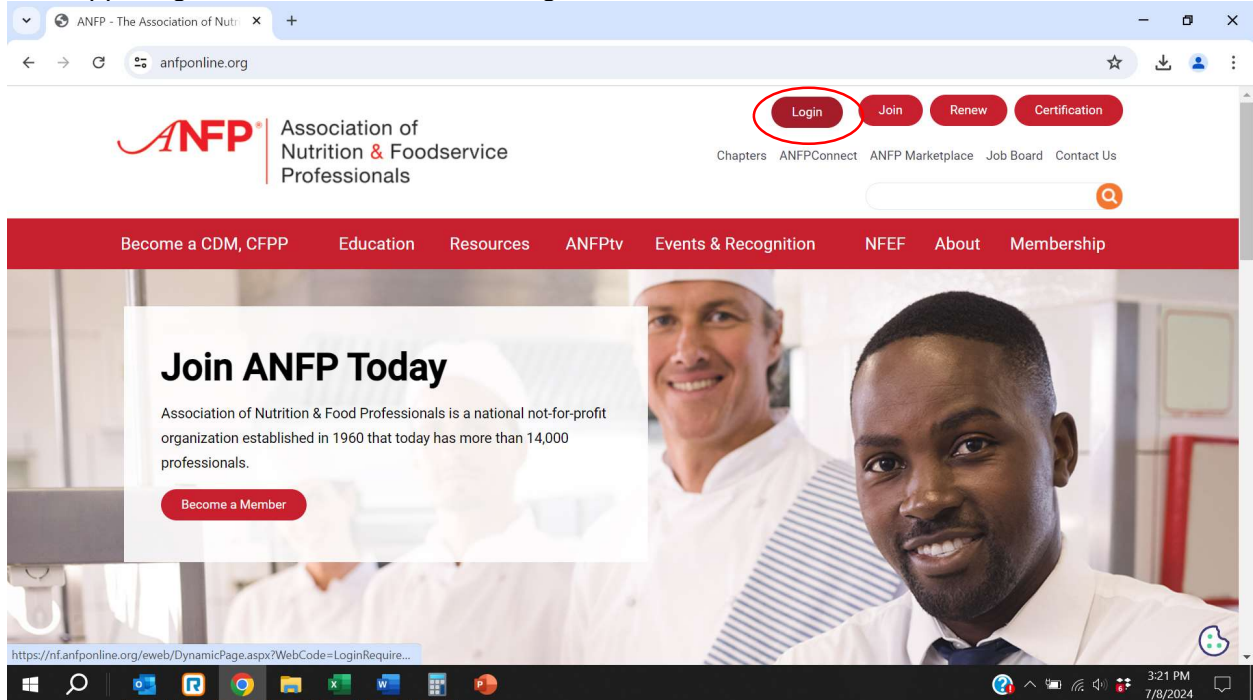 ANFP - The Association of Nutri
anfponline.org
Login
Join
Renew
Certification
ANFP®
Association of
Nutrition & Foodservice
Professionals
Chapters ANFPConnect ANFP Marketplace Job Board Contact Us
Become a CDM, CFPP Education Resources ANFPtv Events & Recognition NFEF About Membership
Join ANFP Today
Association of Nutrition & Food Professionals is a national not-for-profit
organization established in 1960 that today has more than 14,000
professionals.
Become a Member
https://nf.anfponline.org/eweb/DynamicPage.aspx?WebCode=LoginRequire...
3:21 PM
7/8/2024